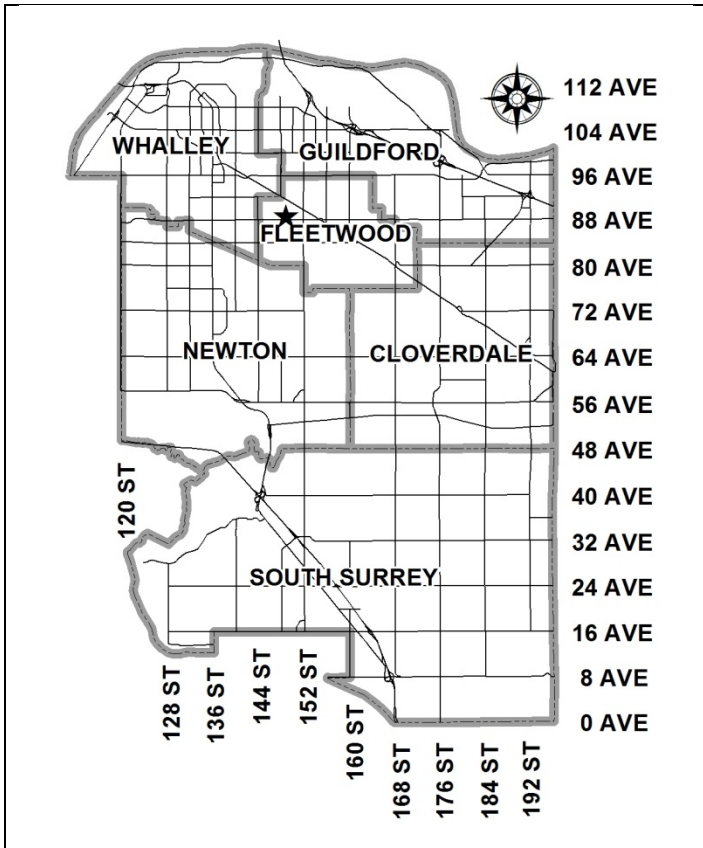 112 AVE
104 AVE
WHALLEY
GUILDFORD
96 AVE
88 AVE
FLEETWOOD
80 AVE
72 AVE
NEWTON
CLOVERDALE
64 AVE
56 AVE
48 AVE
120 ST
40 AVE
32 AVE
SOUTH SURREY
24 AVE
16 AVE
128 ST
136 ST
144 ST
152 ST
160 ST
8 AVE
0 AVE
168 ST
176 ST
184 ST
192 ST